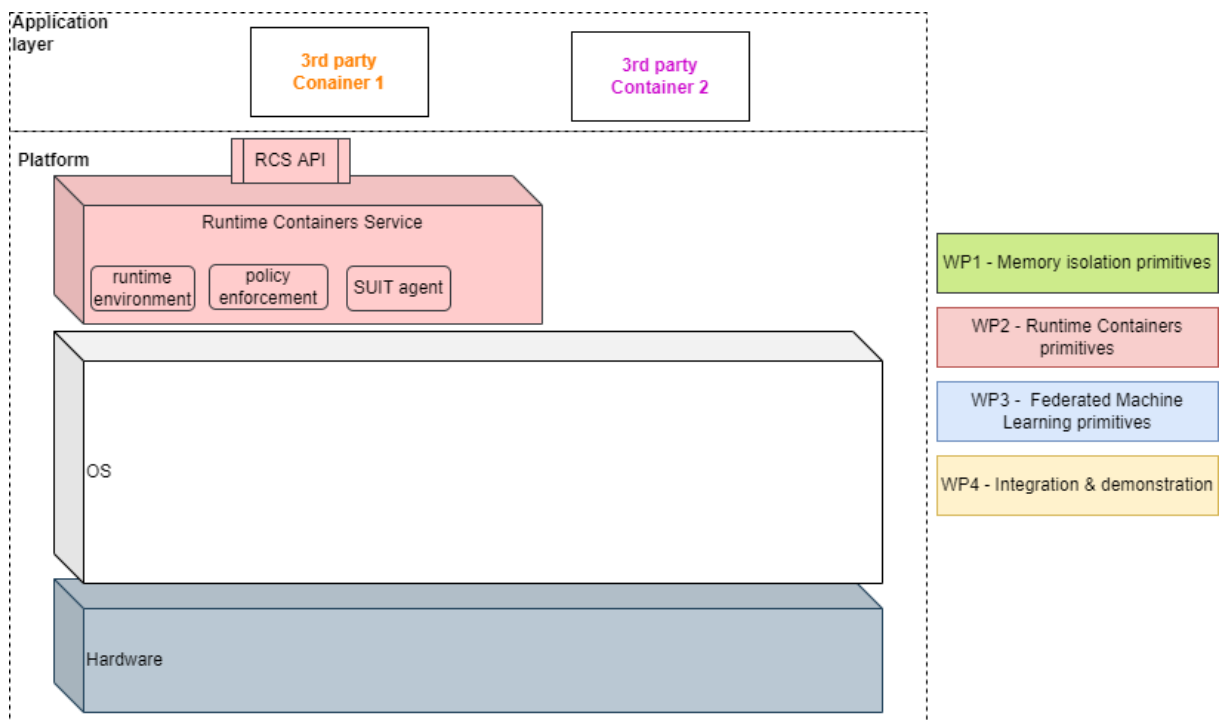 Application
layer
3rd party
Conainer 1
3rd party
Container 2
Platform
RCS API
Runtime Containers Service
runtime
environment
policy
enforcement
SUIT agent
OS
Hardware
WP1 - Memory isolation primitives
WP2 - Runtime Containers
primitives
WP3 - Federated Machine
Learning primitives
WP4 - Integration & demonstration